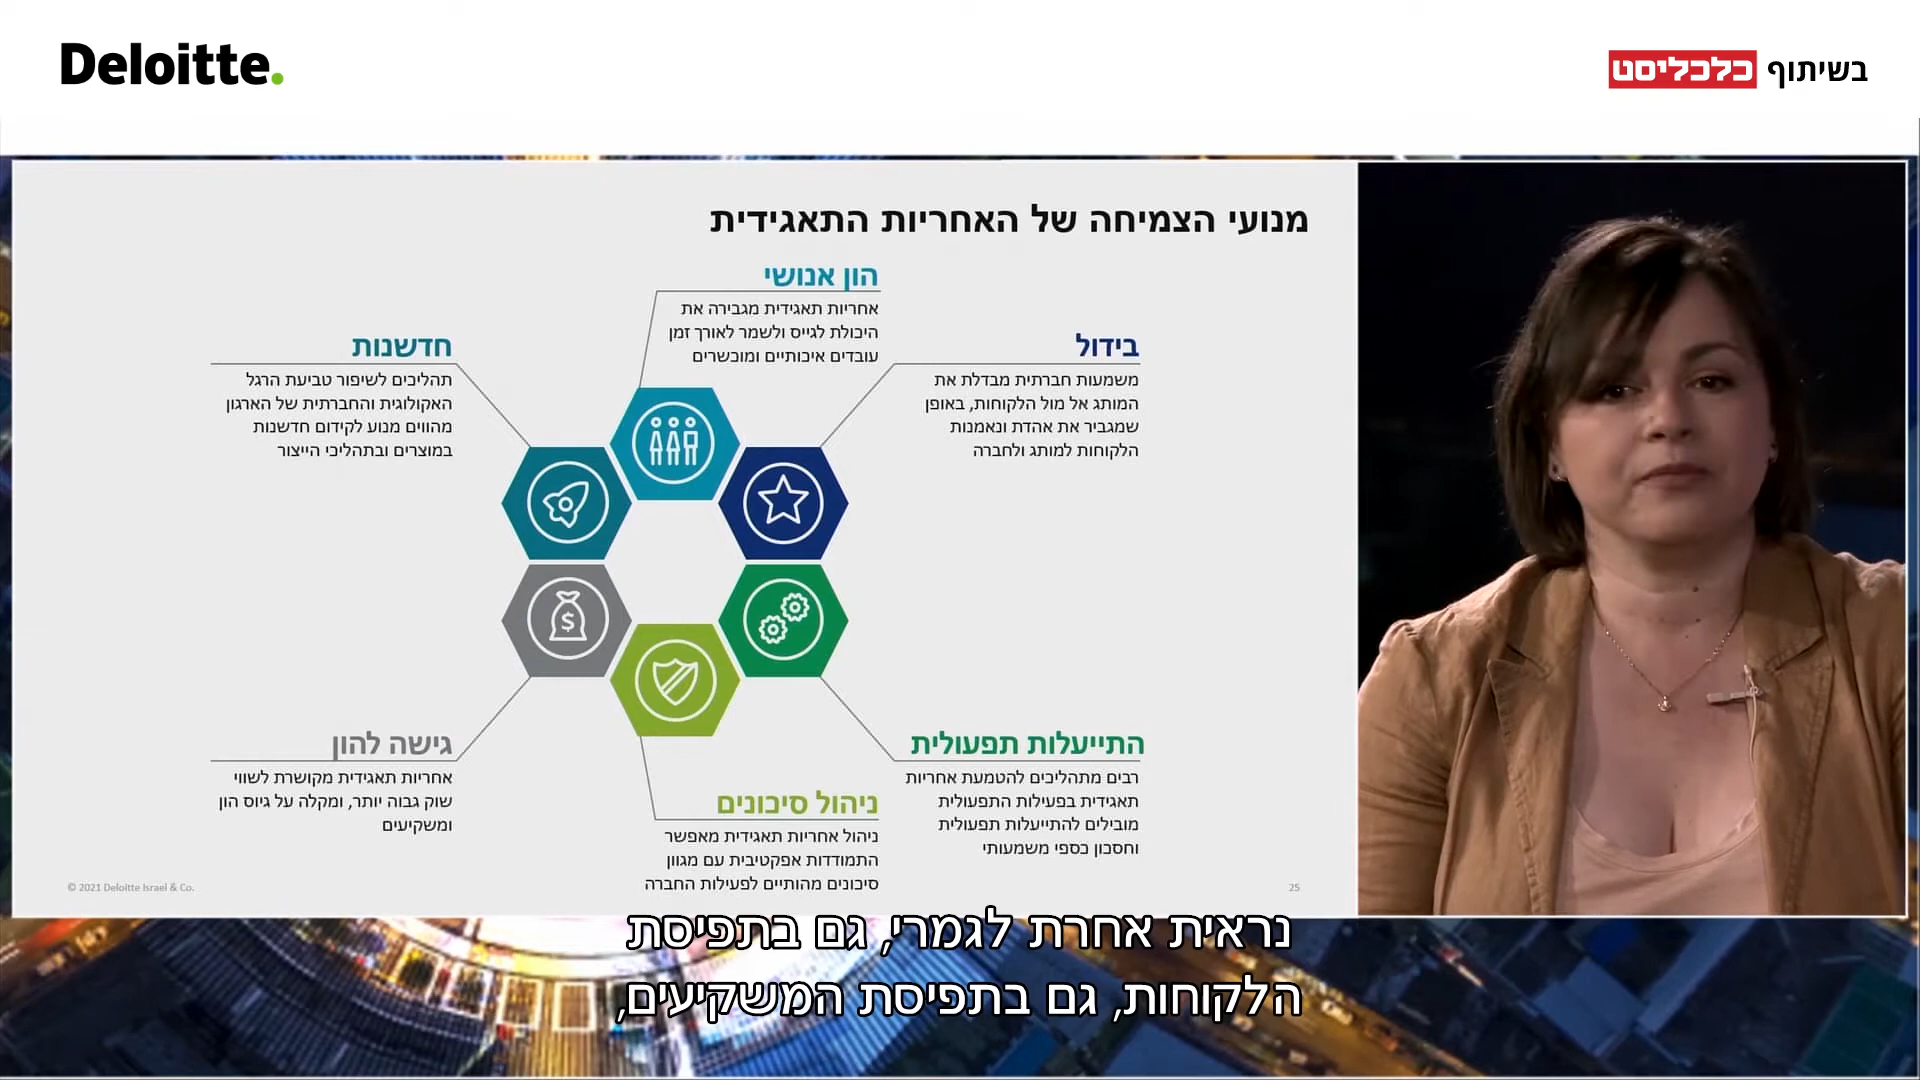 Deloitte.
בשיתוף כלכליסט
מנועי הצמיחה של האחריות התאגידית
הון אנושי
אחריות תאגידית מגבירה את
היכולת לגייס ולשמר לאורך זמן
עובדים איכותיים ומוכשרים
בידול
משמעות חברתית מבדלת את
המותג אל מול הלקוחות, באופן
שמגביר את אהדת ונאמנות
הלקוחות למותג ולחברה
חדשנות
תהליכים לשיפור טביעת הרגל
האקולוגית והחברתית של הארגון
מהווים מנוע לקידום חדשנות
במוצרים ובתהליכי הייצור
התייעלות תפעולית
רבים מתהליכים להטמעת אחריות
תאגידית בפעילות התפעולית
מובילים להתייעלות תפעולית
וחסכון כספי משמעותי
ניהול סיכונים
ניהול אחריות תאגידית מאפשר
התמודדות אפקטיבית עם מגוון
סיכונים מהותיים לפעילות החברה
גישה להון
אחריות תאגידית מקושרת לשווי
שוק גבוה יותר, ומקלה על גיוס הון
ומשקיעים
$
© 2021 Deloitte Israel & Co.
25
נראית אחרת לגמרי, גם בתפיסת
הלקוחות, גם בתפיסת המשקיעים,